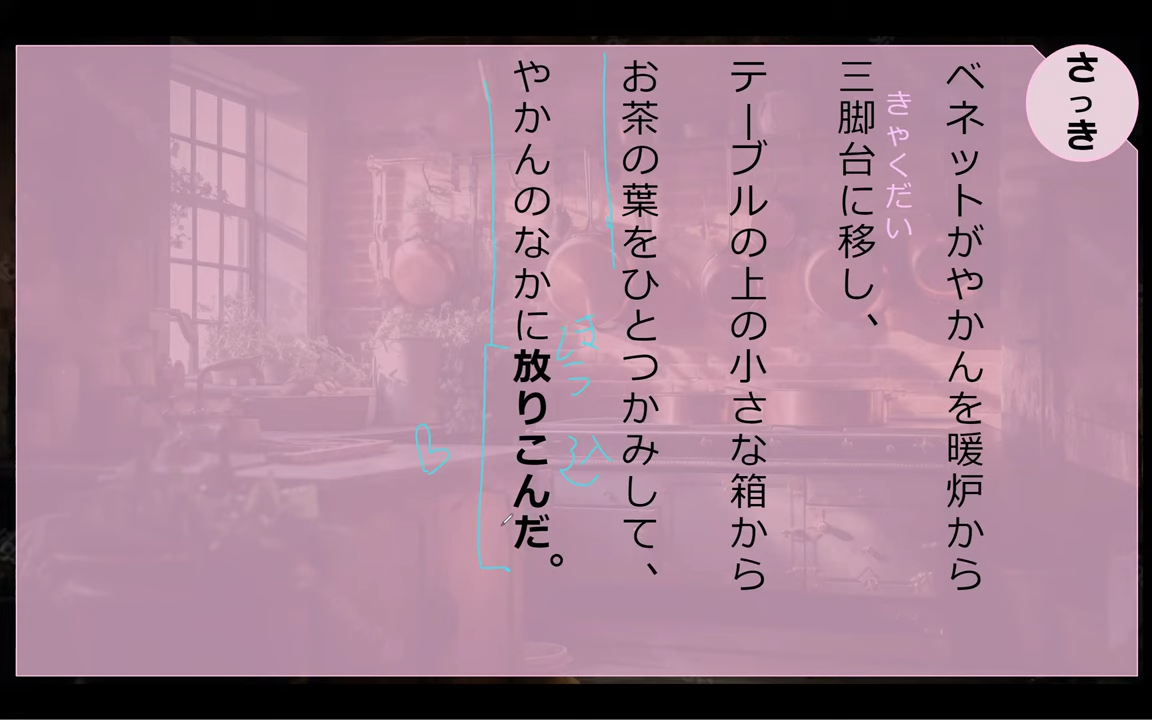 さっき
ベネットがやかんを暖炉から
きゃくだい
三脚台に移し、
テーブルの上の小さな箱から
お茶の葉をひとつかみして、
ほう
込
やかんのなかに放りこんだ。